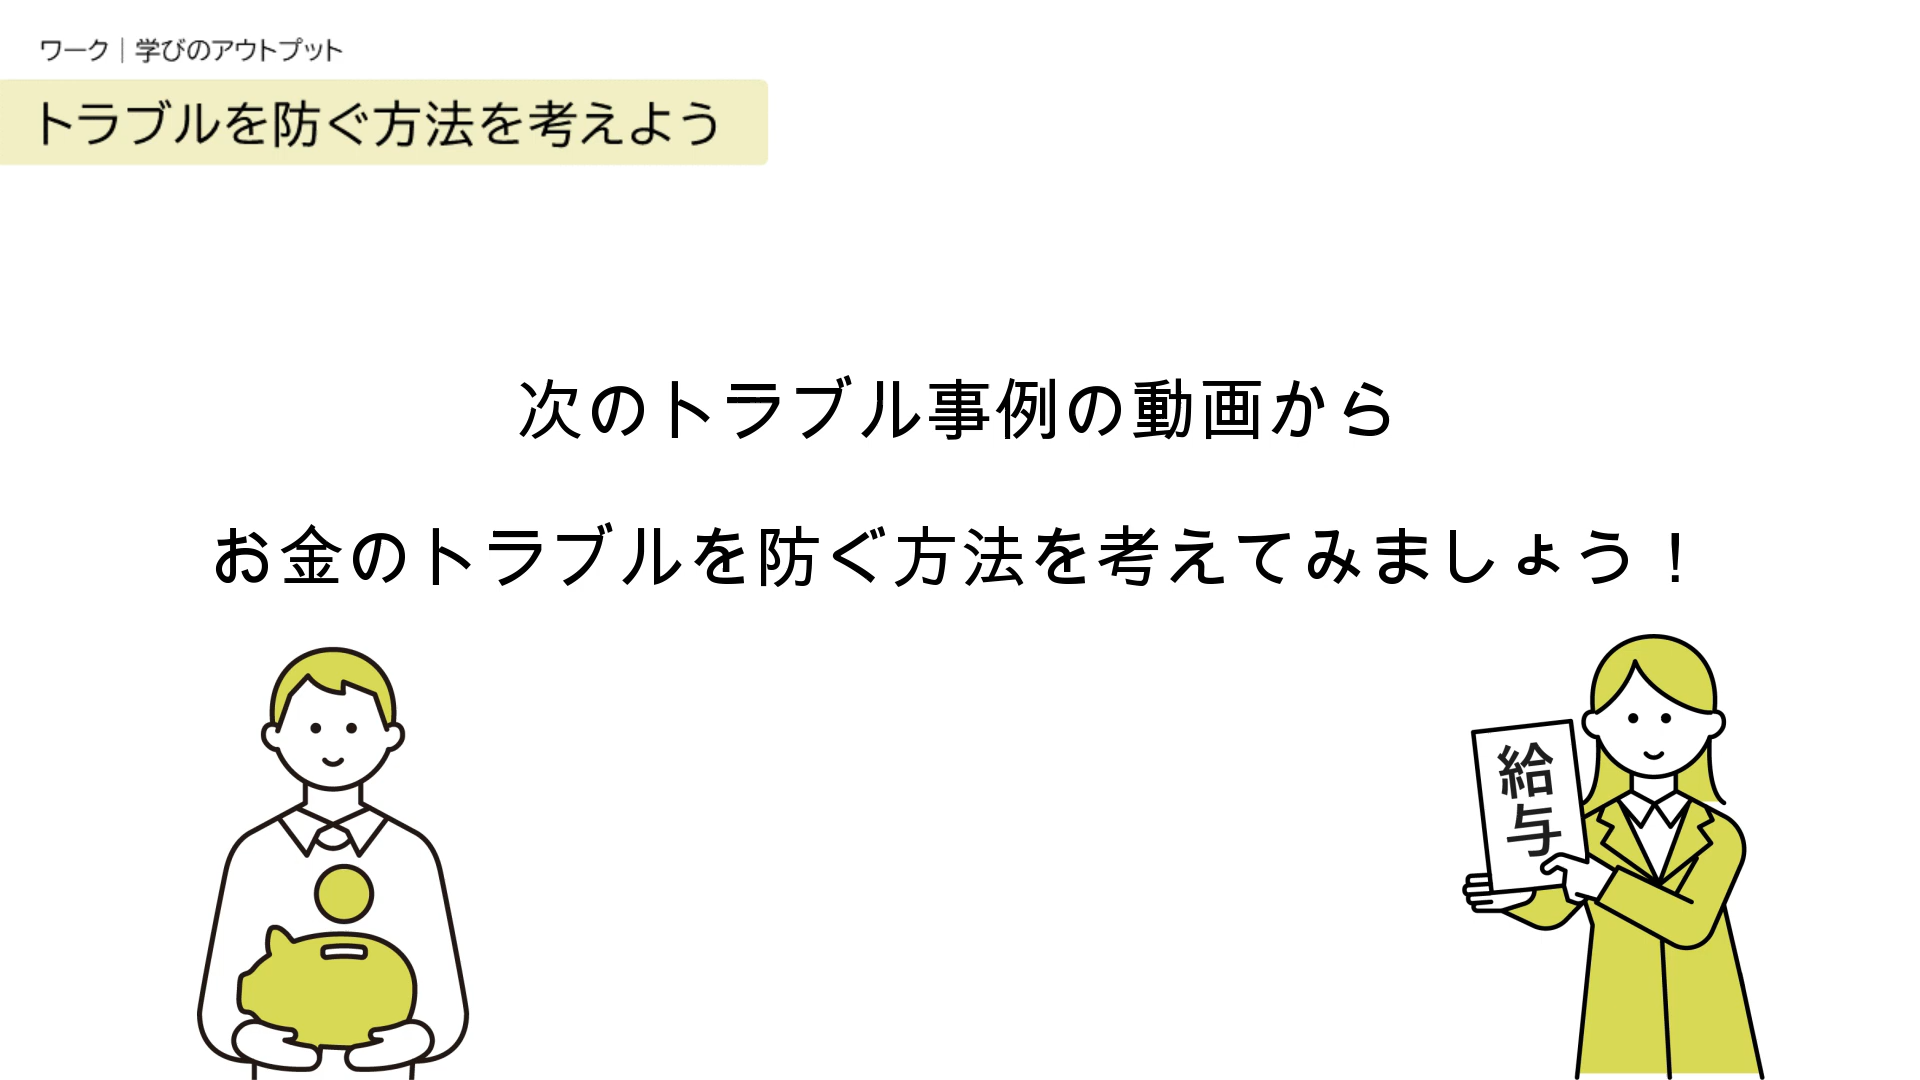 ワーク｜学びのアウトプット
トラブルを防ぐ方法を考えよう
次のトラブル事例の動画から
お金のトラブルを防ぐ方法を考えてみましょう！
給与